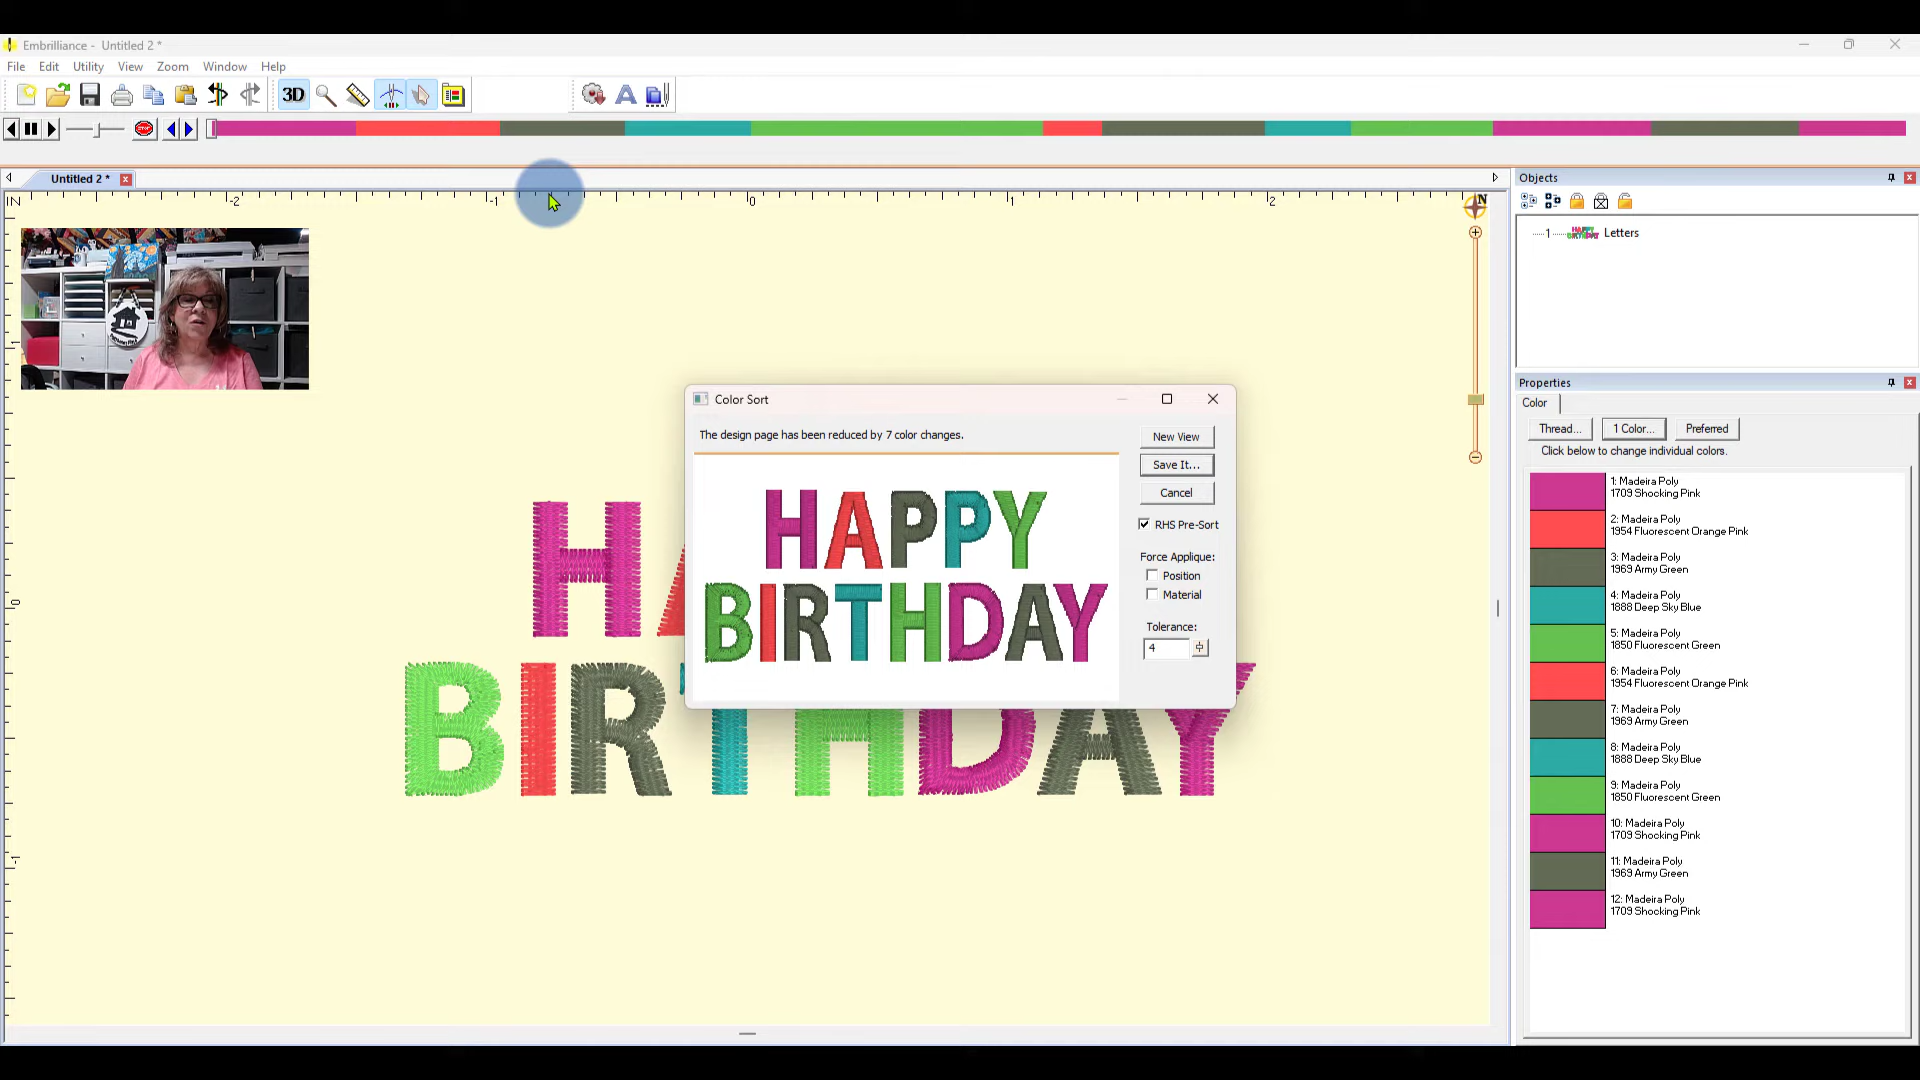 Embrilliance - Untitled 2 *
File Edit Utility View Zoom Window Help
3D
STOP
Untitled 2 *
IN -2 -1 0 1 2
N
1
0
-1
HAPPY
BIRTHDAY
Color Sort
The design page has been reduced by 7 color changes.
New View
Save It...
Cancel
RHS Pre-Sort
Force Applique:
Position
Material
Tolerance:
4
HAPPY
BIRTHDAY
Objects
1 HAPPY BIRTHDAY Letters
Properties
Color
Thread... 1 Color... Preferred
Click below to change individual colors.
1: Madeira Poly
1709 Shocking Pink
2: Madeira Poly
1954 Fluorescent Orange Pink
3: Madeira Poly
1969 Army Green
4: Madeira Poly
1888 Deep Sky Blue
5: Madeira Poly
1850 Fluorescent Green
6: Madeira Poly
1954 Fluorescent Orange Pink
7: Madeira Poly
1969 Army Green
8: Madeira Poly
1888 Deep Sky Blue
9: Madeira Poly
1850 Fluorescent Green
10: Madeira Poly
1709 Shocking Pink
11: Madeira Poly
1969 Army Green
12: Madeira Poly
1709 Shocking Pink